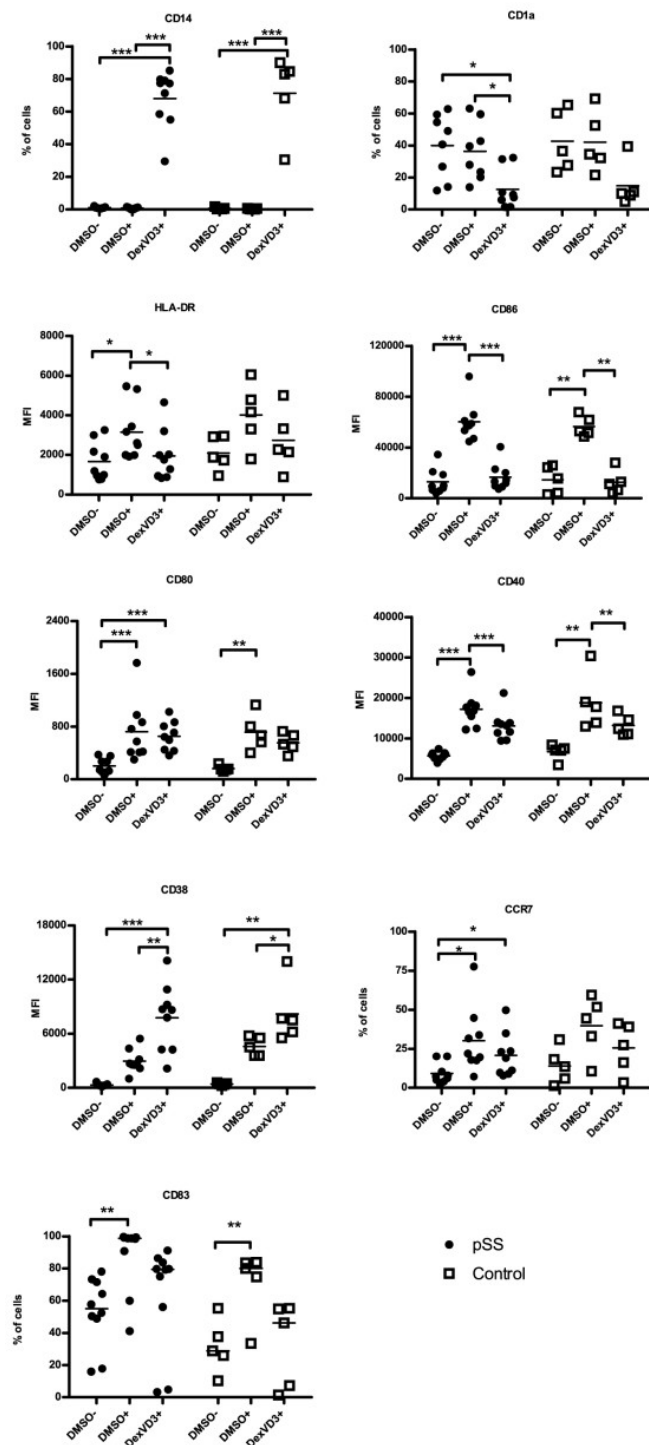 CD14
*** *** *** ***
% of cells
100
80
60
40
20
0
DMSO- DMSO+ DexVD3+ DMSO- DMSO+ DexVD3+
CD1a
* *
% of cells
100
80
60
40
20
0
DMSO- DMSO+ DexVD3+ DMSO- DMSO+ DexVD3+
HLA-DR
* *
MFI
8000
6000
4000
2000
0
DMSO- DMSO+ DexVD3+ DMSO- DMSO+ DexVD3+
CD86
*** *** ** **
MFI
120000
80000
40000
0
DMSO- DMSO+ DexVD3+ DMSO- DMSO+ DexVD3+
CD80
*** *** **
MFI
2400
1600
800
0
DMSO- DMSO+ DexVD3+ DMSO- DMSO+ DexVD3+
CD40
*** *** ** **
MFI
40000
30000
20000
10000
0
DMSO- DMSO+ DexVD3+ DMSO- DMSO+ DexVD3+
CD38
*** ** ** *
MFI
18000
12000
6000
0
DMSO- DMSO+ DexVD3+ DMSO- DMSO+ DexVD3+
CCR7
* *
% of cells
100
75
50
25
0
DMSO- DMSO+ DexVD3+ DMSO- DMSO+ DexVD3+
CD83
** **
% of cells
100
80
60
40
20
0
DMSO- DMSO+ DexVD3+ DMSO- DMSO+ DexVD3+
pSS
Control